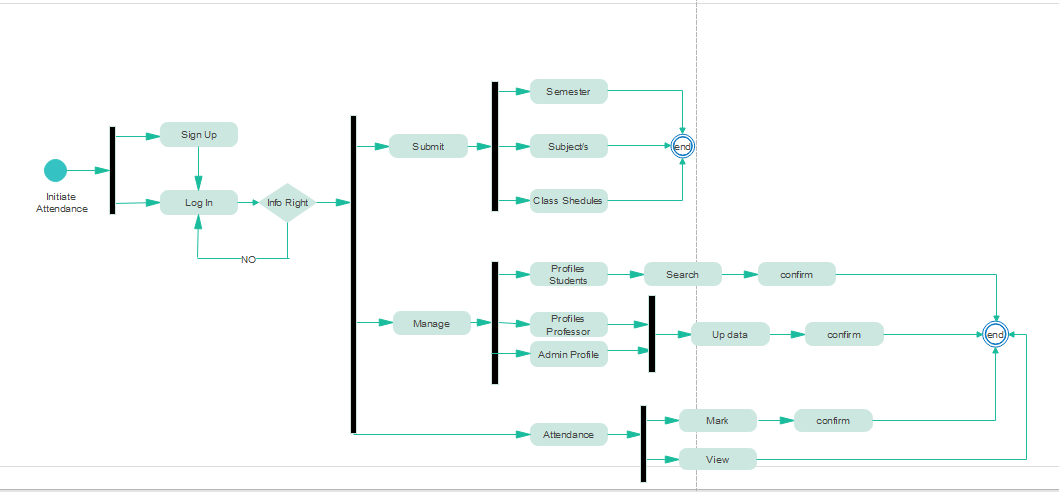 Initiate
Attendance
Sign Up
Log In
Info Right
NO
Submit
Semester
Subject/s
Class Shedules
end
Manage
Profiles
Students
Search
confirm
Profiles
Professor
Admin Profile
Up data
confirm
end
Attendance
Mark
confirm
View